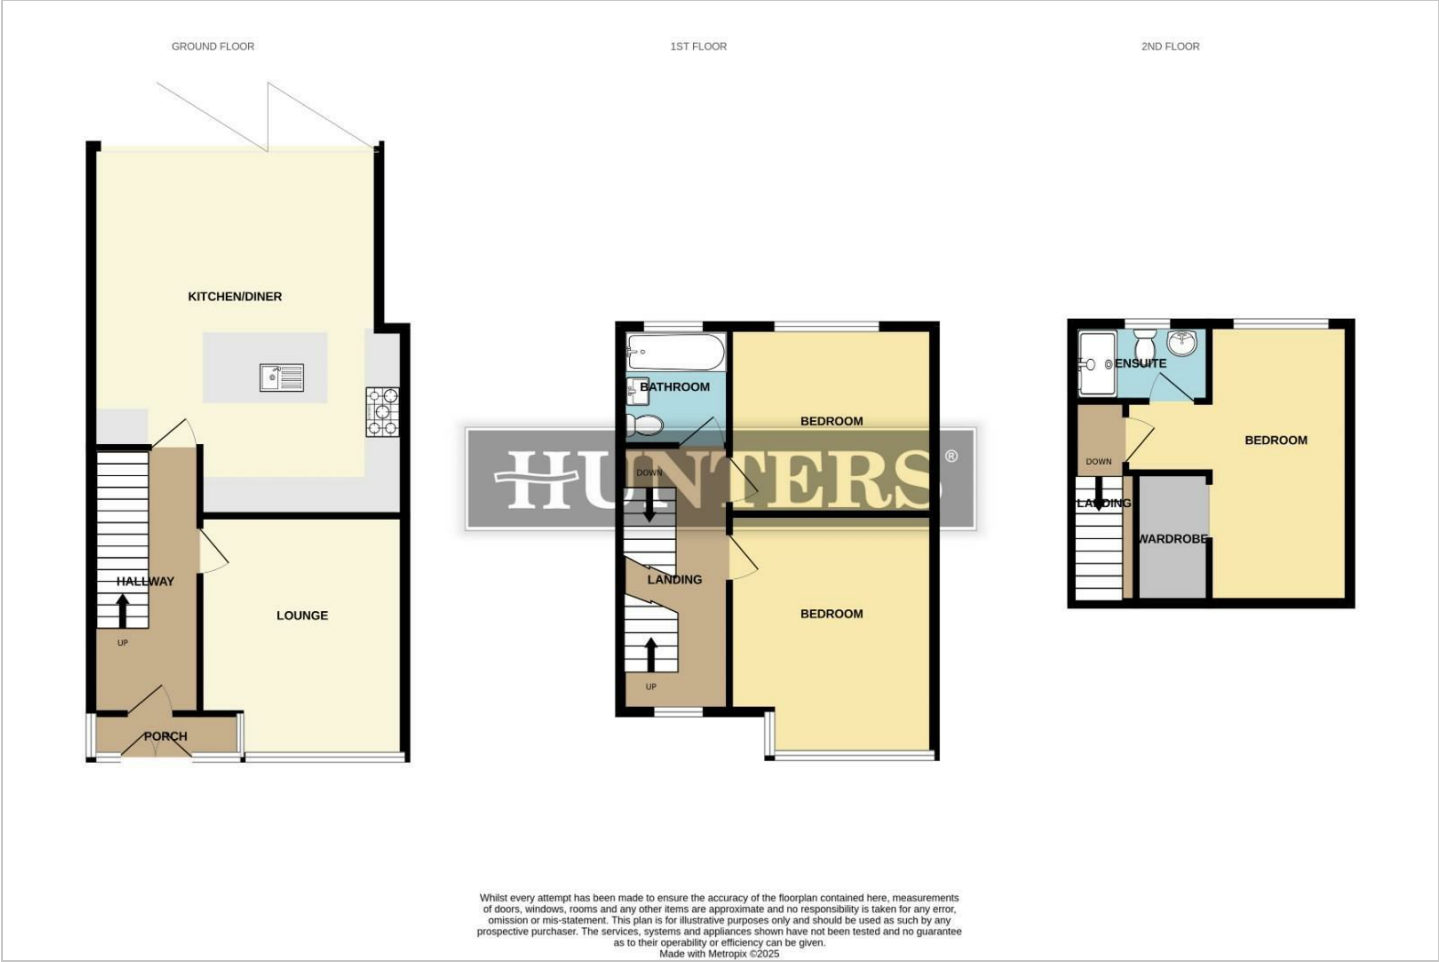 GROUND FLOOR
1ST FLOOR
2ND FLOOR
KITCHEN/DINER
HALLWAY
UP
LOUNGE
PORCH
BATHROOM
BEDROOM
HUNTERS®
DOWN
LANDING
BEDROOM
UP
ENSUITE
BEDROOM
DOWN
LANDING
WARDROBE
Whilst every attempt has been made to ensure the accuracy of the floorplan contained here, measurements
of doors, windows, rooms and any other items are approximate and no responsibility is taken for any error,
omission or mis-statement. This plan is for illustrative purposes only and should be used as such by any
prospective purchaser. The services, systems and appliances shown have not been tested and no guarantee
as to their operability or efficiency can be given.
Made with Metropix ©2025